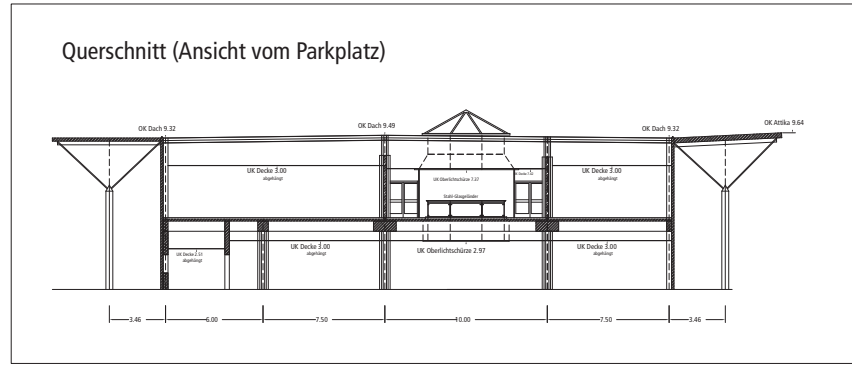 Querschnitt (Ansicht vom Parkplatz)
OK Attika 9.64
OK Dach 9.32
OK Dach 9.49
OK Dach 9.32
UK Decke 3.00
abgehängt
UK Oberlichtschürze 7.27
UK Decke 3.00
abgehängt
Stahl-Glasgeländer
UK Decke 2.51
abgehängt
UK Decke 3.00
abgehängt
UK Oberlichtschürze 2.97
UK Decke 3.00
abgehängt
3.46 6.00 7.50 10.00 7.50 3.46